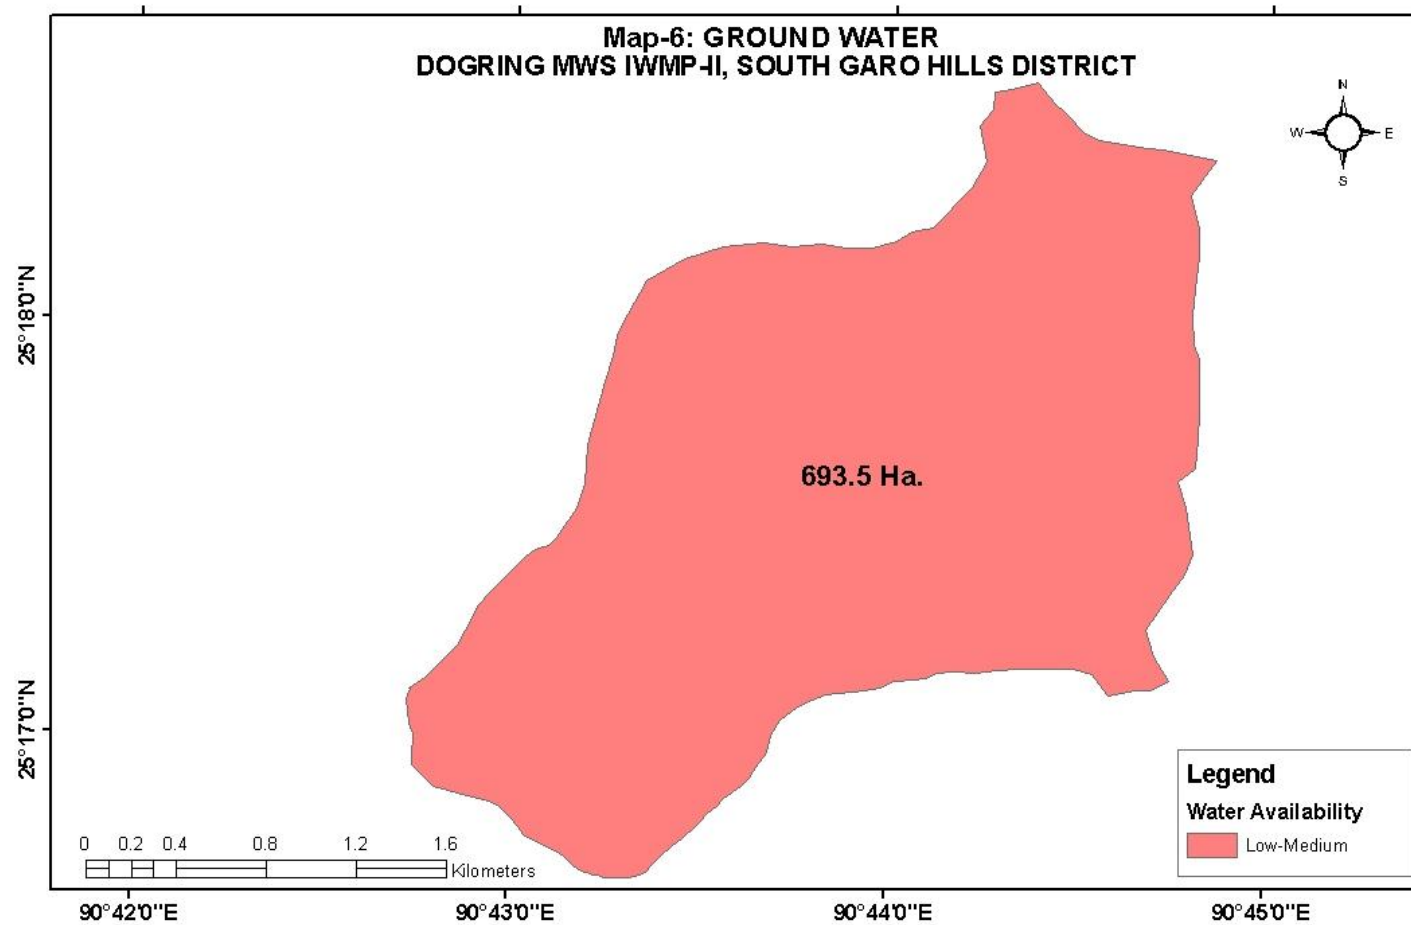 Map-6: GROUND WATER
DOGRING MWS IWMP-II, SOUTH GARO HILLS DISTRICT
N
W E
S
25°18'0"N
693.5 Ha.
25°17'0"N
Legend
Water Availability
Low-Medium
0 0.2 0.4 0.8 1.2 1.6
Kilometers
90°42'0"E 90°43'0"E 90°44'0"E 90°45'0"E